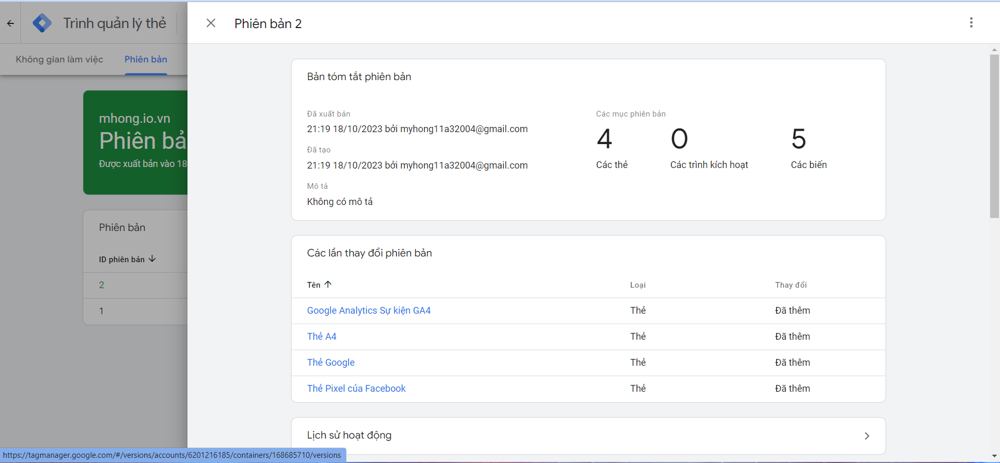 Trình quản lý thẻ
Không gian làm việc
Phiên bản
mhong.io.vn
Phiên bả
Được xuất bản vào 18
Phiên bản
ID phiên bản
2
1
Phiên bản 2
Bản tóm tắt phiên bản
Đã xuất bản
21:19 18/10/2023 bởi myhong11a32004@gmail.com
Đã tạo
21:19 18/10/2023 bởi myhong11a32004@gmail.com
Mô tả
Không có mô tả
Các mục phiên bản
4 0 5
Các thẻ Các trình kích hoạt Các biến
Các lần thay đổi phiên bản
Tên Loại Thay đổi
Google Analytics Sự kiện GA4 Thẻ Đã thêm
Thẻ A4 Thẻ Đã thêm
Thẻ Google Thẻ Đã thêm
Thẻ Pixel của Facebook Thẻ Đã thêm
Lịch sử hoạt động
https://tagmanager.google.com/#/versions/accounts/6201216185/containers/168685710/versions